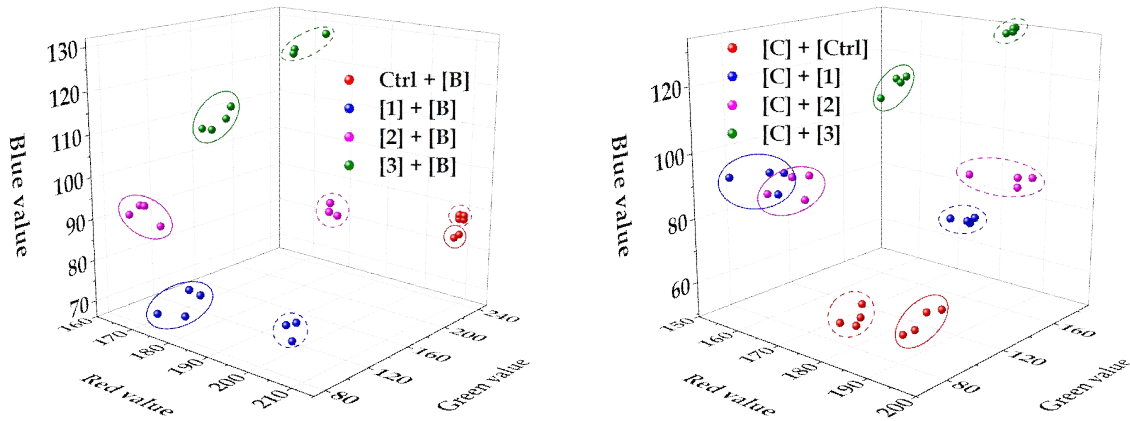 130
120
110
100
90
80
70
Blue value
160
170
180
190
200
210
Red value
80
120
160
200
240
Green value
Ctrl + [B]
[1] + [B]
[2] + [B]
[3] + [B]
120
100
80
60
Blue value
150
160
170
180
190
200
Red value
80
120
160
Green value
[C] + [Ctrl]
[C] + [1]
[C] + [2]
[C] + [3]